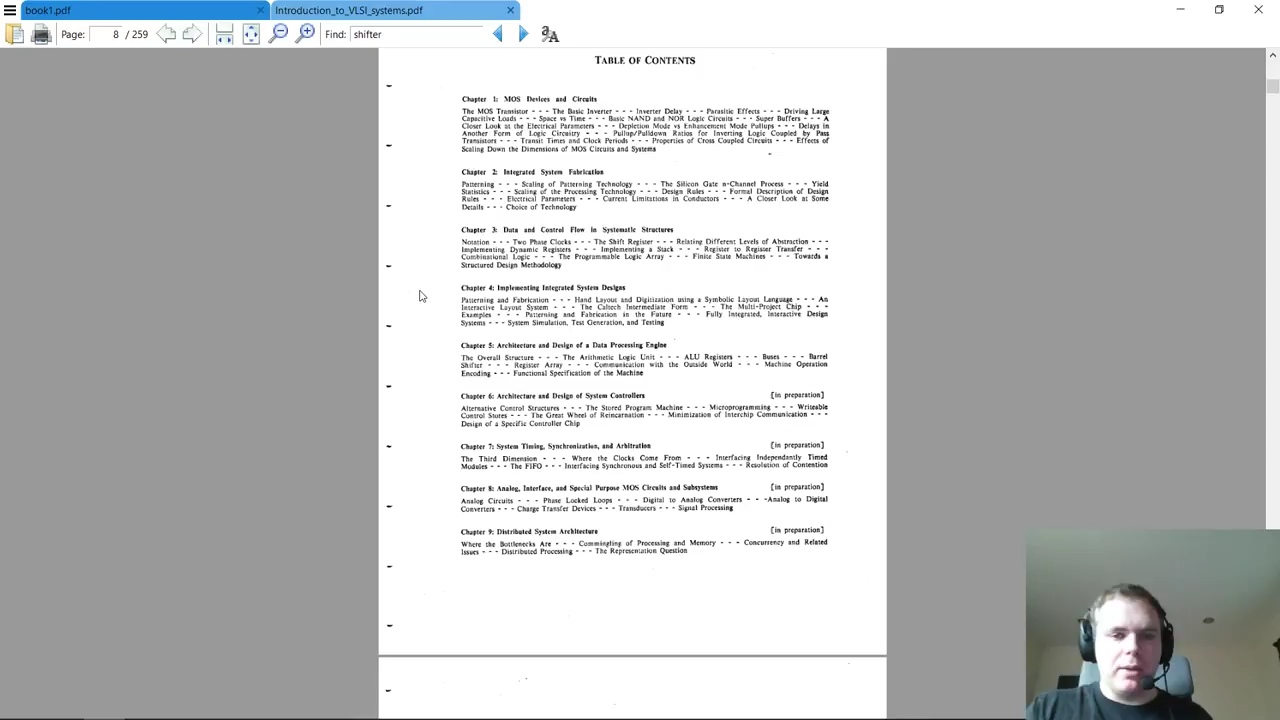 book1.pdf
Introduction_to_VLSI_systems.pdf
Page: 8 / 259
Find: shifter
TABLE OF CONTENTS
Chapter 1: MOS Devices and Circuits
The MOS Transistor - - - The Basic Inverter - - - Inverter Delay - - - Parasitic Effects - - - Driving Large
Capacitive Loads - - - Space vs Time - - - Basic NAND and NOR Logic Circuits - - - Super Buffers - - - A
Closer Look at the Electrical Parameters - - - Depletion Mode vs Enhancement Mode Pullups - - - Delays in
Another Form of Logic Circuitry - - - Pullup/Pulldown Ratios for Inverting Logic Coupled by Pass
Transistors - - - Transit Times and Clock Periods - - - Properties of Cross Coupled Circuits - - - Effects of
Scaling Down the Dimensions of MOS Circuits and Systems
Chapter 2: Integrated System Fabrication
Patterning - - - Scaling of Patterning Technology - - - The Silicon Gate n-Channel Process - - - Yield
Statistics - - - Scaling of the Processing Technology - - - Design Rules - - - Formal Description of Design
Rules - - - Electrical Parameters - - - Current Limitations in Conductors - - - A Closer Look at Some
Details - - - Choice of Technology
Chapter 3: Data and Control Flow in Systematic Structures
Notation - - - Two Phase Clocks - - - The Shift Register - - - Relating Different Levels of Abstraction - - -
Implementing Dynamic Registers - - - Implementing a Stack - - - Register to Register Transfer - - -
Combinational Logic - - - The Programmable Logic Array - - - Finite State Machines - - - Towards a
Structured Design Methodology
Chapter 4: Implementing Integrated System Designs
Patterning and Fabrication - - - Hand Layout and Digitization using a Symbolic Layout Language - - - An
Interactive Layout System - - - The Caltech Intermediate Form - - - The Multi-Project Chip - - -
Examples - - - Patterning and Fabrication in the Future - - - Fully Integrated, Interactive Design
Systems - - - System Simulation, Test Generation, and Testing
Chapter 5: Architecture and Design of a Data Processing Engine
The Overall Structure - - - The Arithmetic Logic Unit - - - ALU Registers - - - Buses - - - Barrel
Shifter - - - Register Array - - - Communication with the Outside World - - - Machine Operation
Encoding - - - Functional Specification of the Machine
Chapter 6: Architecture and Design of System Controllers [in preparation]
Alternative Control Structures - - - The Stored Program Machine - - - Microprogramming - - - Writeable
Control Stores - - - The Great Wheel of Reincarnation - - - Minimization of Interchip Communication - - -
Design of a Specific Controller Chip
Chapter 7: System Timing, Synchronization, and Arbitration [in preparation]
The Third Dimension - - - Where the Clocks Come From - - - Interfacing Independantly Timed
Modules - - - The FIFO - - - Interfacing Synchronous and Self-Timed Systems - - - Resolution of Contention
Chapter 8: Analog, Interface, and Special Purpose MOS Circuits and Subsystems [in preparation]
Analog Circuits - - - Phase Locked Loops - - - Digital to Analog Converters - - -Analog to Digital
Converters - - - Charge Transfer Devices - - - Transducers - - - Signal Processing
Chapter 9: Distributed System Architecture [in preparation]
Where the Bottlenecks Are - - - Commingling of Processing and Memory - - - Concurrency and Related
Issues - - - Distributed Processing - - - The Representation Question